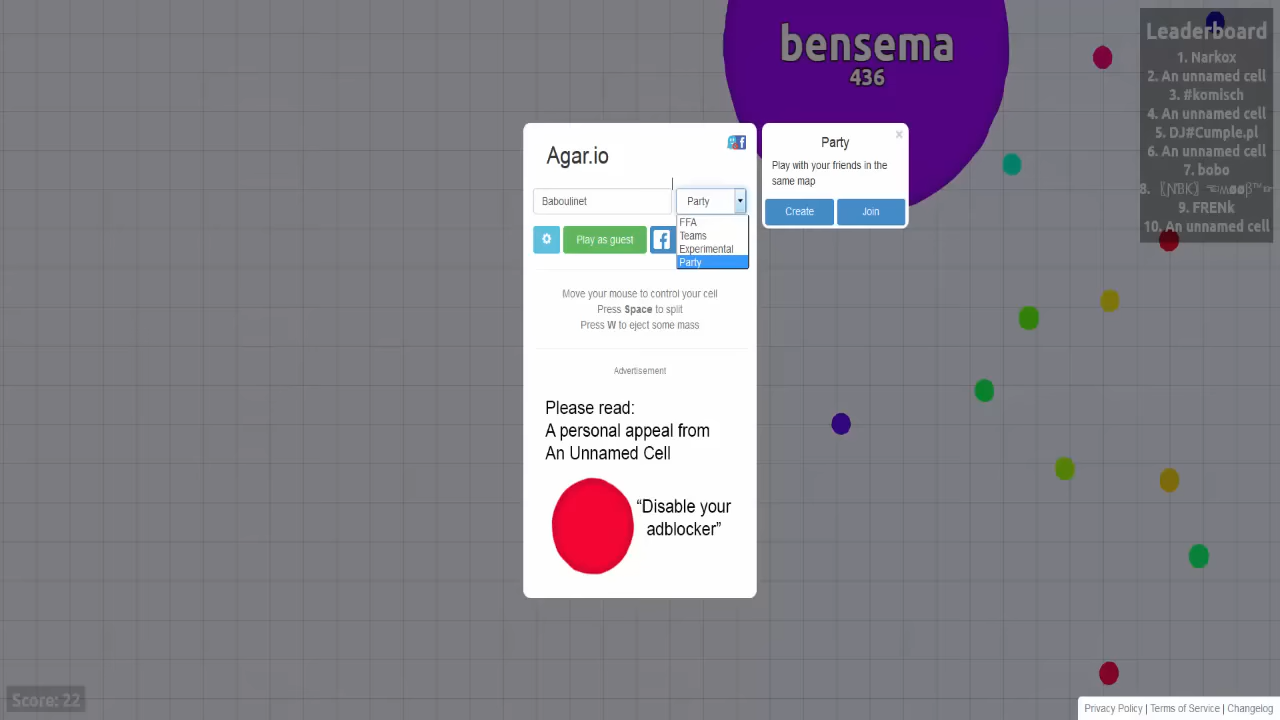 bensema
436
Leaderboard
1. Narkox
2. An unnamed cell
3. #komisch
4. An unnamed cell
5. DJ#Cumple.pl
6. An unnamed cell
7. bobo
8.
9. FRENk
10. An unnamed cell
Agar.io
Baboulinet
Party
FFA
Teams
Experimental
Party
Play as guest
Party
×
Play with your friends in the
same map
Create
Join
Move your mouse to control your cell
Press Space to split
Press W to eject some mass
Advertisement
Please read:
A personal appeal from
An Unnamed Cell
“Disable your
adblocker”
Score: 22
Privacy Policy | Terms of Service | Changelog